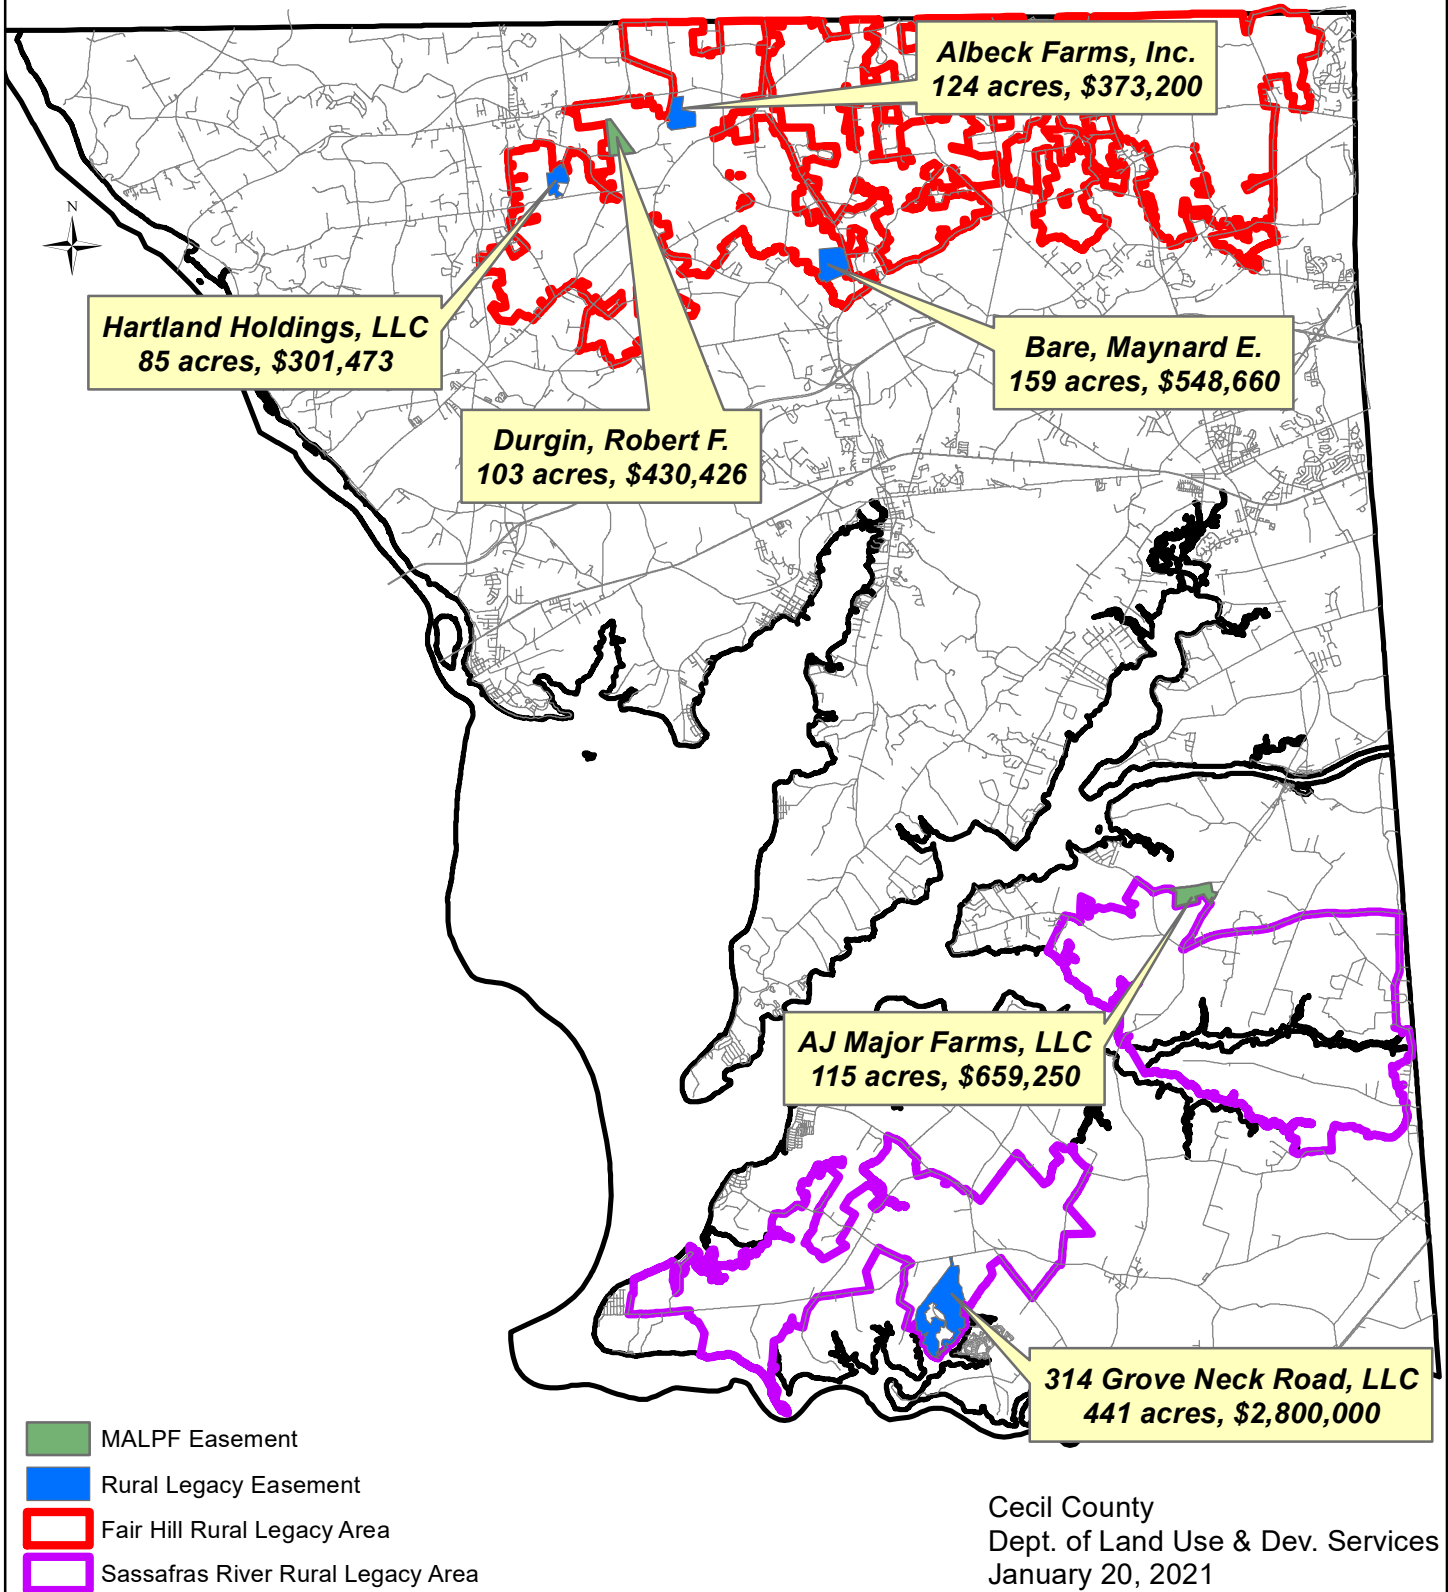 Albeck Farms, Inc.
124 acres, $373,200
N
Hartland Holdings, LLC
85 acres, $301,473
Bare, Maynard E.
159 acres, $548,660
Durgin, Robert F.
103 acres, $430,426
AJ Major Farms, LLC
115 acres, $659,250
314 Grove Neck Road, LLC
441 acres, $2,800,000
MALPF Easement
Rural Legacy Easement
Fair Hill Rural Legacy Area
Sassafras River Rural Legacy Area
Cecil County
Dept. of Land Use & Dev. Services
January 20, 2021